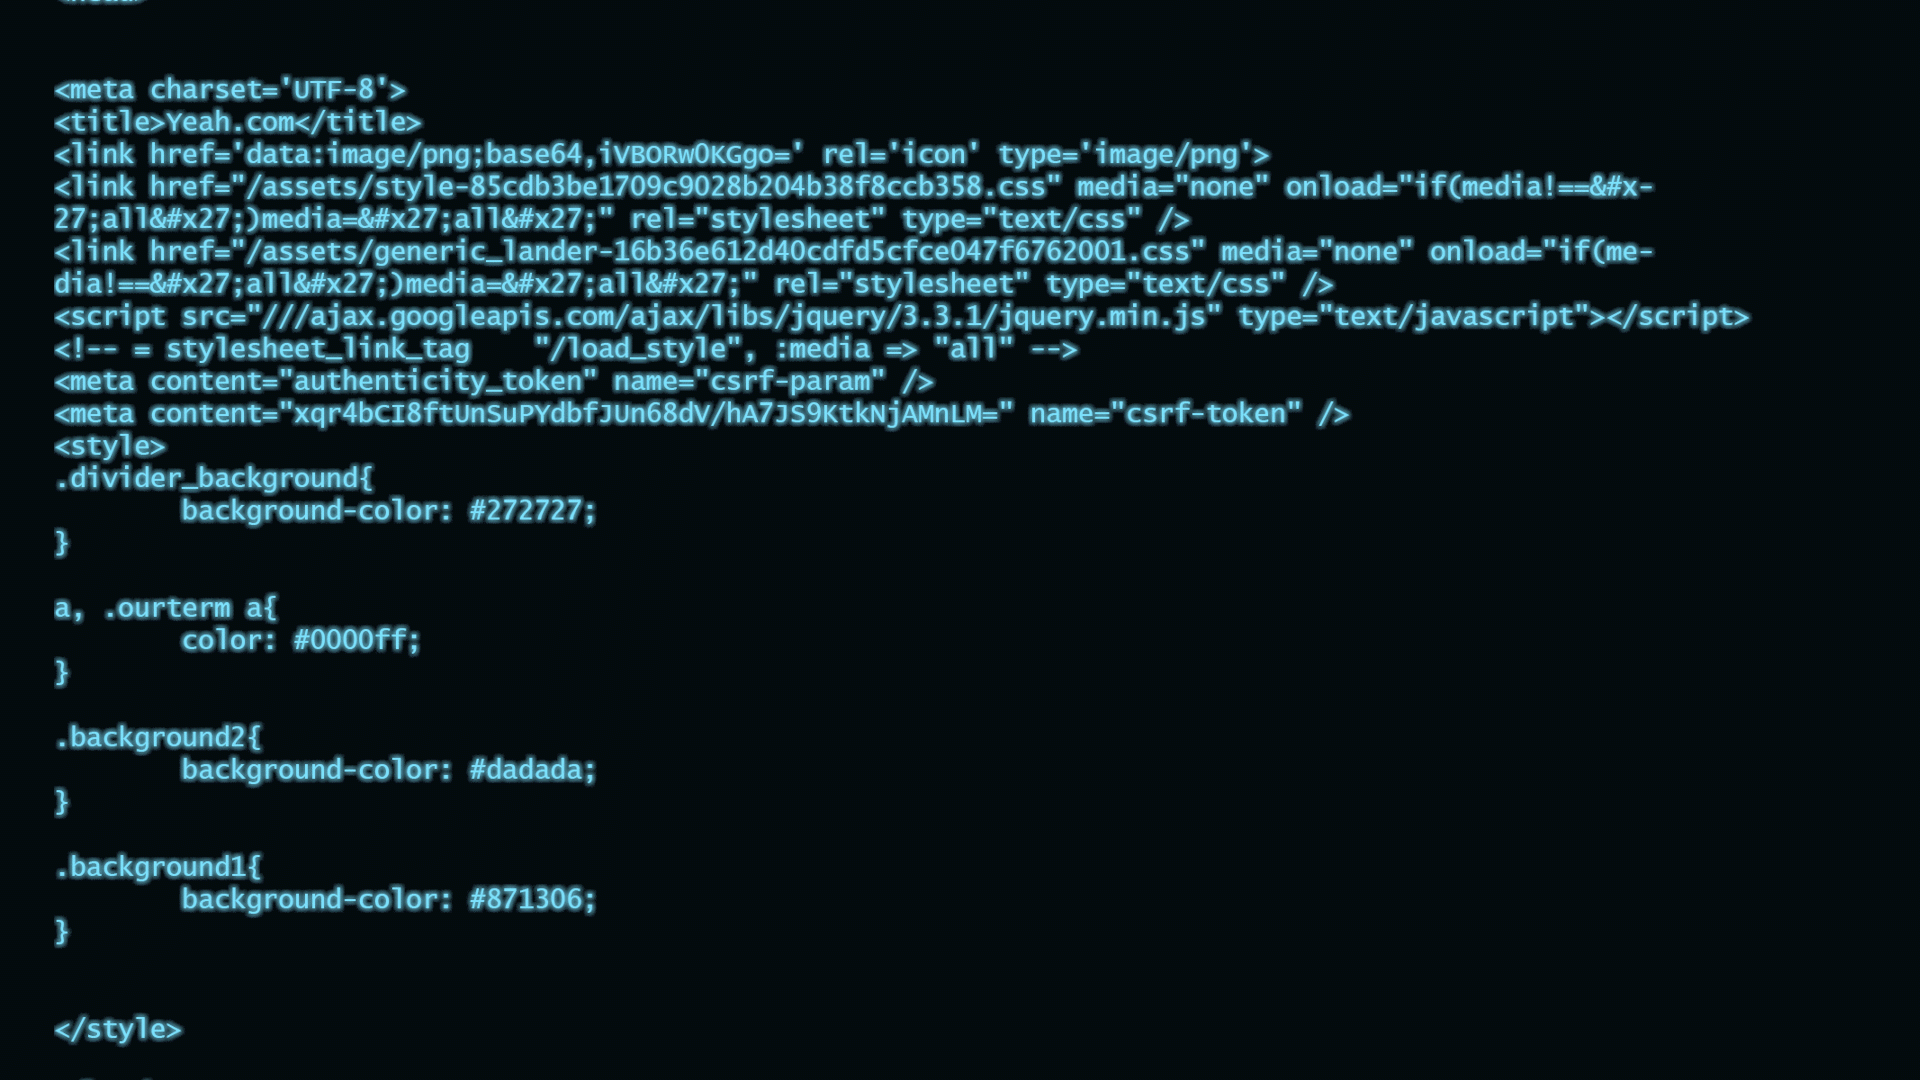 <meta charset='UTF-8'>
<title>Yeah.com</title>
<link href='data:image/png;base64,iVBORw0KGgo=' rel='icon' type='image/png'>
<link href="/assets/style-85cdb3be1709c9028b204b38f8ccb358.css" media="none" onload="if(media!==&#x-
27;all&#x27;)media=&#x27;all&#x27;" rel="stylesheet" type="text/css" />
<link href="/assets/generic_lander-16b36e612d40cdfd5cfce047f6762001.css" media="none" onload="if(me-
dia!==&#x27;all&#x27;)media=&#x27;all&#x27;" rel="stylesheet" type="text/css" />
<script src="///ajax.googleapis.com/ajax/libs/jquery/3.3.1/jquery.min.js" type="text/javascript"></script>
<!-- = stylesheet_link_tag    "/load_style", :media => "all" -->
<meta content="authenticity_token" name="csrf-param" />
<meta content="xqr4bCI8ftUnSuPYdbfJUn68dV/hA7JS9KtkNjAMnLM=" name="csrf-token" />
<style>
.divider_background{
        background-color: #272727;
}
a, .ourterm a{
        color: #0000ff;
}
.background2{
        background-color: #dadada;
}
.background1{
        background-color: #871306;
}
</style>